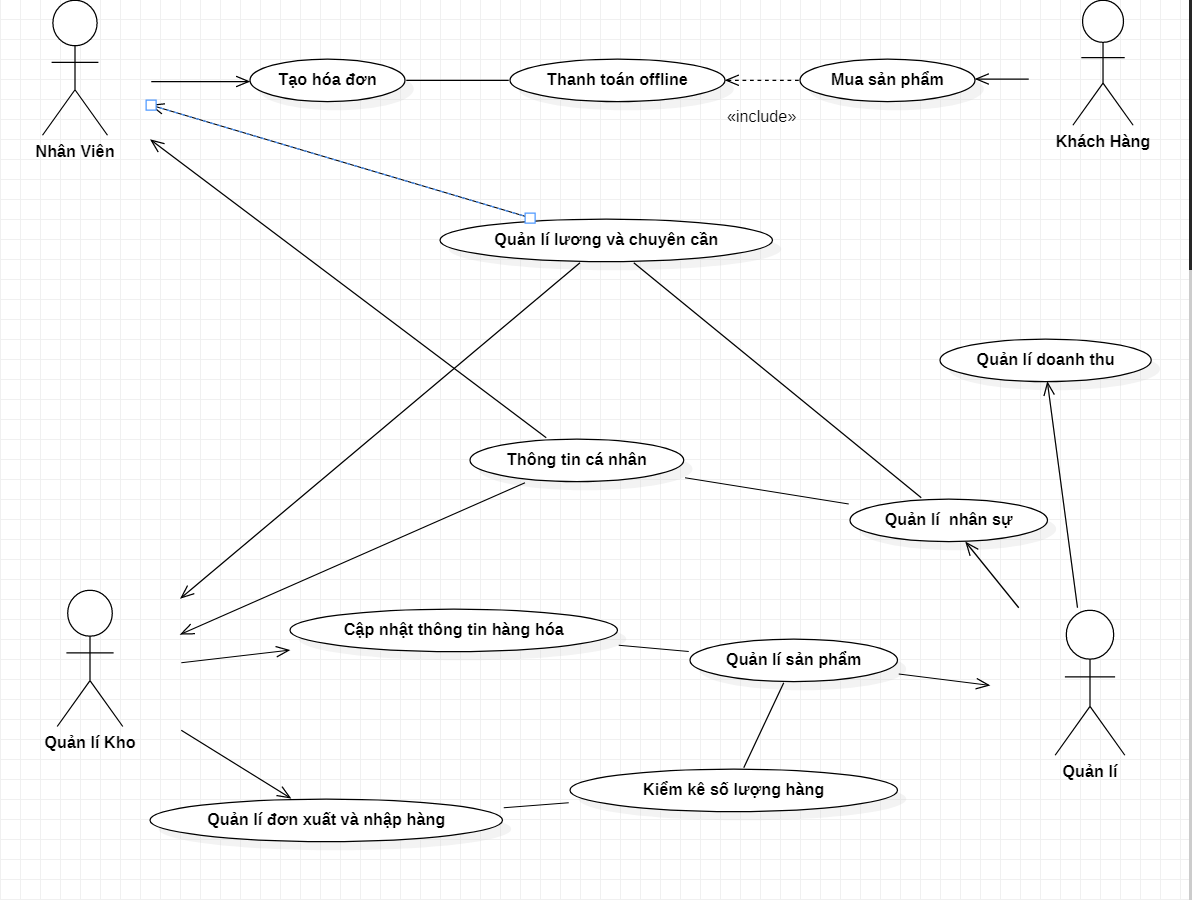 Tạo hóa đơn
Thanh toán offline
Mua sản phẩm
«include»
Nhân Viên
Khách Hàng
Quản lí lương và chuyên cần
Quản lí doanh thu
Thông tin cá nhân
Quản lí  nhân sự
Cập nhật thông tin hàng hóa
Quản lí sản phẩm
Quản lí Kho
Quản lí
Kiểm kê số lượng hàng
Quản lí đơn xuất và nhập hàng